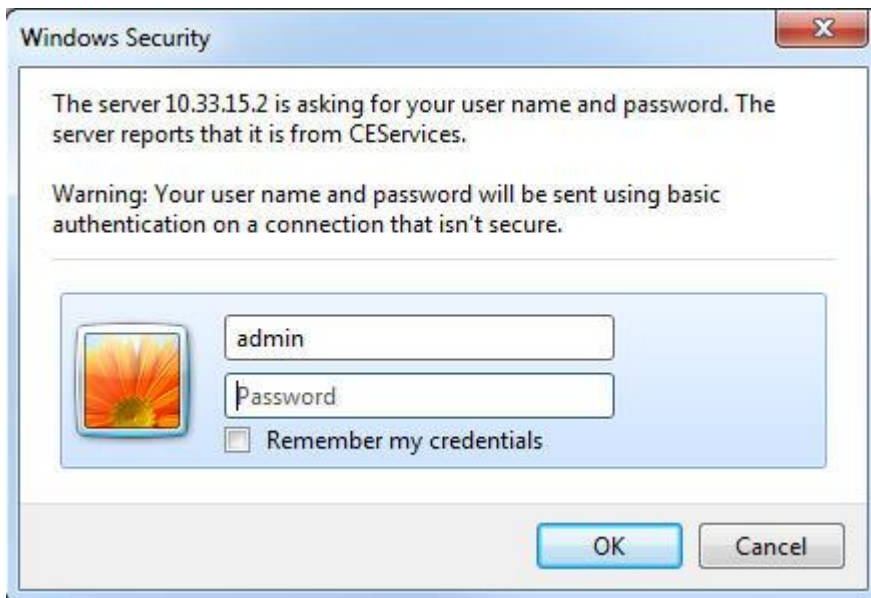 Windows Security
The server 10.33.15.2 is asking for your user name and password. The
server reports that it is from CEServices.
Warning: Your user name and password will be sent using basic
authentication on a connection that isn't secure.
admin
Password
Remember my credentials
OK
Cancel